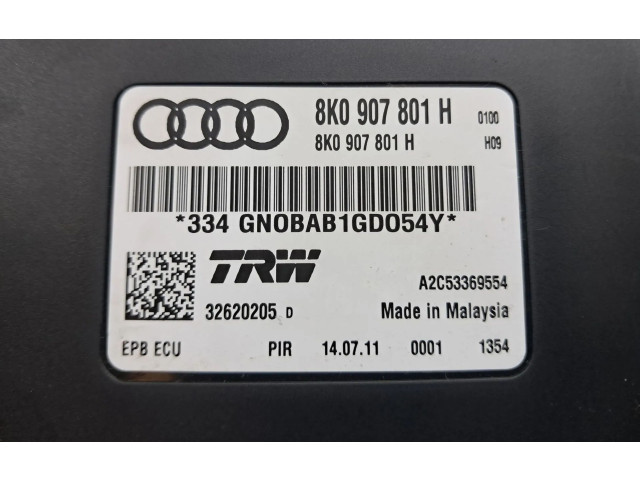 8K0 907 801 H 0100
8K0 907 801 H H09
*334 GN0BAB1GD054Y*
TRW A2C53369554
32620205 D Made in Malaysia
EPB ECU PIR 14.07.11 0001 1354